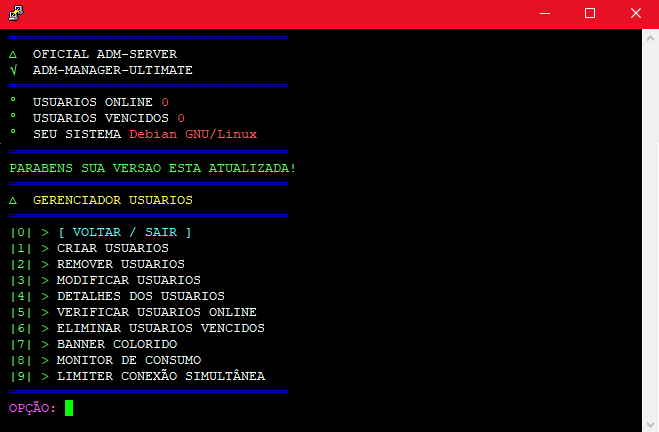 ===================================
∆ OFICIAL ADM-SERVER
√ ADM-MANAGER-ULTIMATE
===================================
° USUARIOS ONLINE 0
° USUARIOS VENCIDOS 0
° SEU SISTEMA Debian GNU/Linux
===================================
PARABENS SUA VERSAO ESTA ATUALIZADA!
===================================
∆ GERENCIADOR USUARIOS
===================================
|0| > [ VOLTAR / SAIR ]
|1| > CRIAR USUARIOS
|2| > REMOVER USUARIOS
|3| > MODIFICAR USUARIOS
|4| > DETALHES DOS USUARIOS
|5| > VERIFICAR USUARIOS ONLINE
|6| > ELIMINAR USUARIOS VENCIDOS
|7| > BANNER COLORIDO
|8| > MONITOR DE CONSUMO
|9| > LIMITER CONEXÃO SIMULTÂNEA
===================================
OPÇÃO: